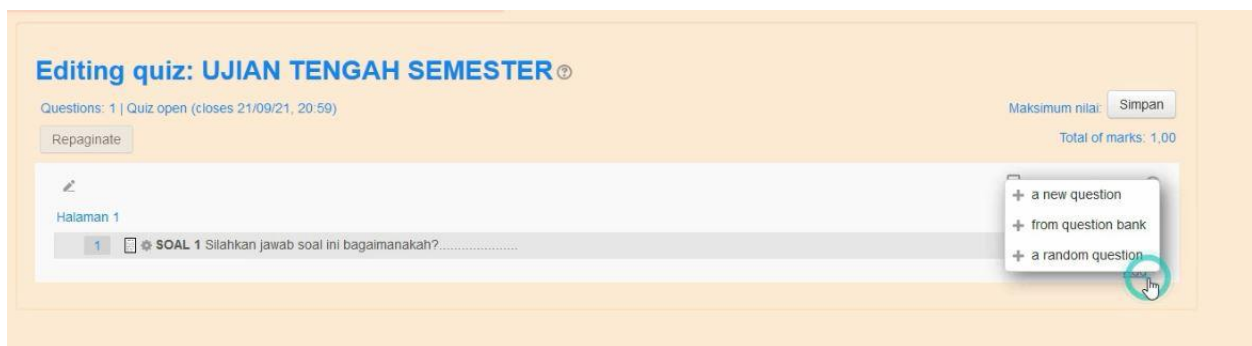 Editing quiz: UJIAN TENGAH SEMESTER
Questions: 1 | Quiz open (closes 21/09/21, 20:59)
Maksimum nilai: Simpan
Repaginate
Total of marks: 1,00
+ a new question
Halaman 1
+ from question bank
1 SOAL 1 Silahkan jawab soal ini bagaimanakah?.....................
+ a random question